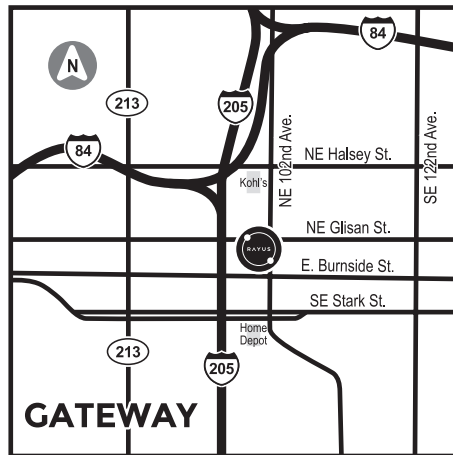 84
N
213
205
NE 102nd Ave.
SE 122nd Ave.
84
NE Halsey St.
Kohl's
NE Glisan St.
RAYUS
E. Burnside St.
SE Stark St.
Home
Depot
213
205
GATEWAY